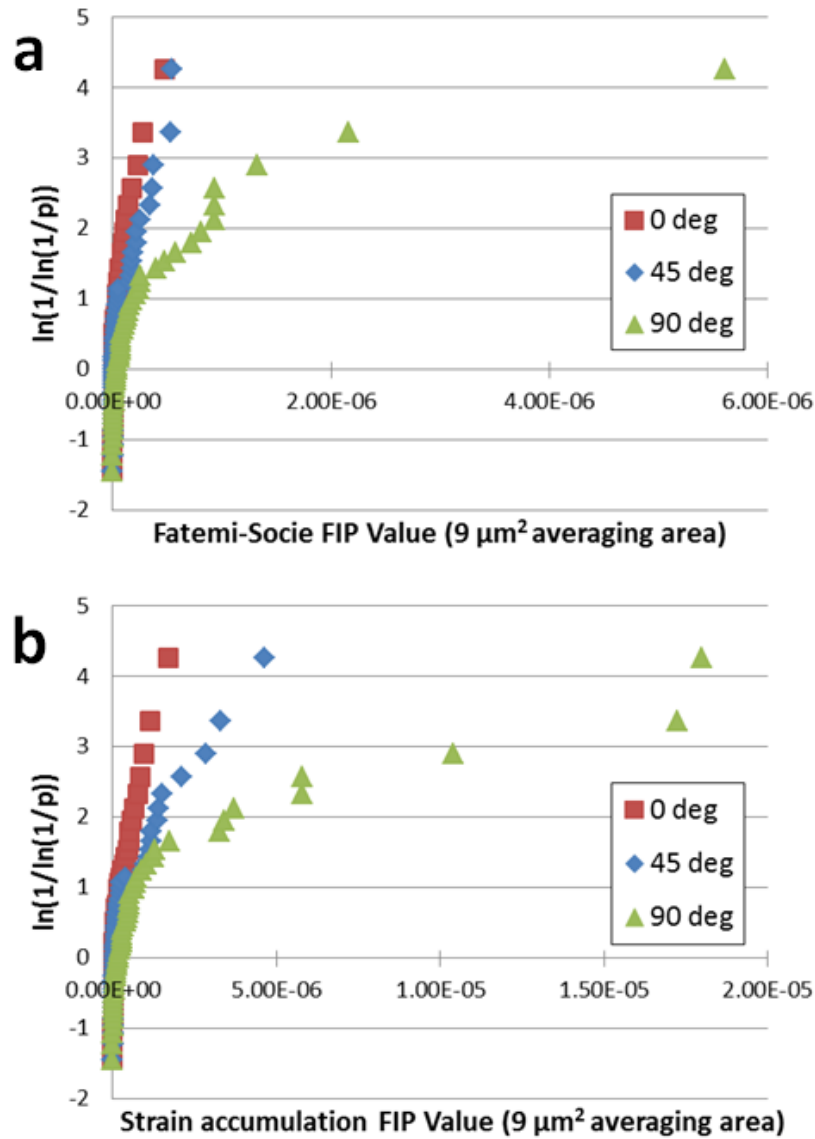 a
5
4
3
2
1
0
-1
-2
ln(1/ln(1/p))
0 deg
45 deg
90 deg
0.00E+00 2.00E-06 4.00E-06 6.00E-06
Fatemi-Socie FIP Value (9 µm² averaging area)
b
5
4
3
2
1
0
-1
-2
ln(1/ln(1/p))
0 deg
45 deg
90 deg
0.00E+00 5.00E-06 1.00E-05 1.50E-05 2.00E-05
Strain accumulation FIP Value (9 µm² averaging area)